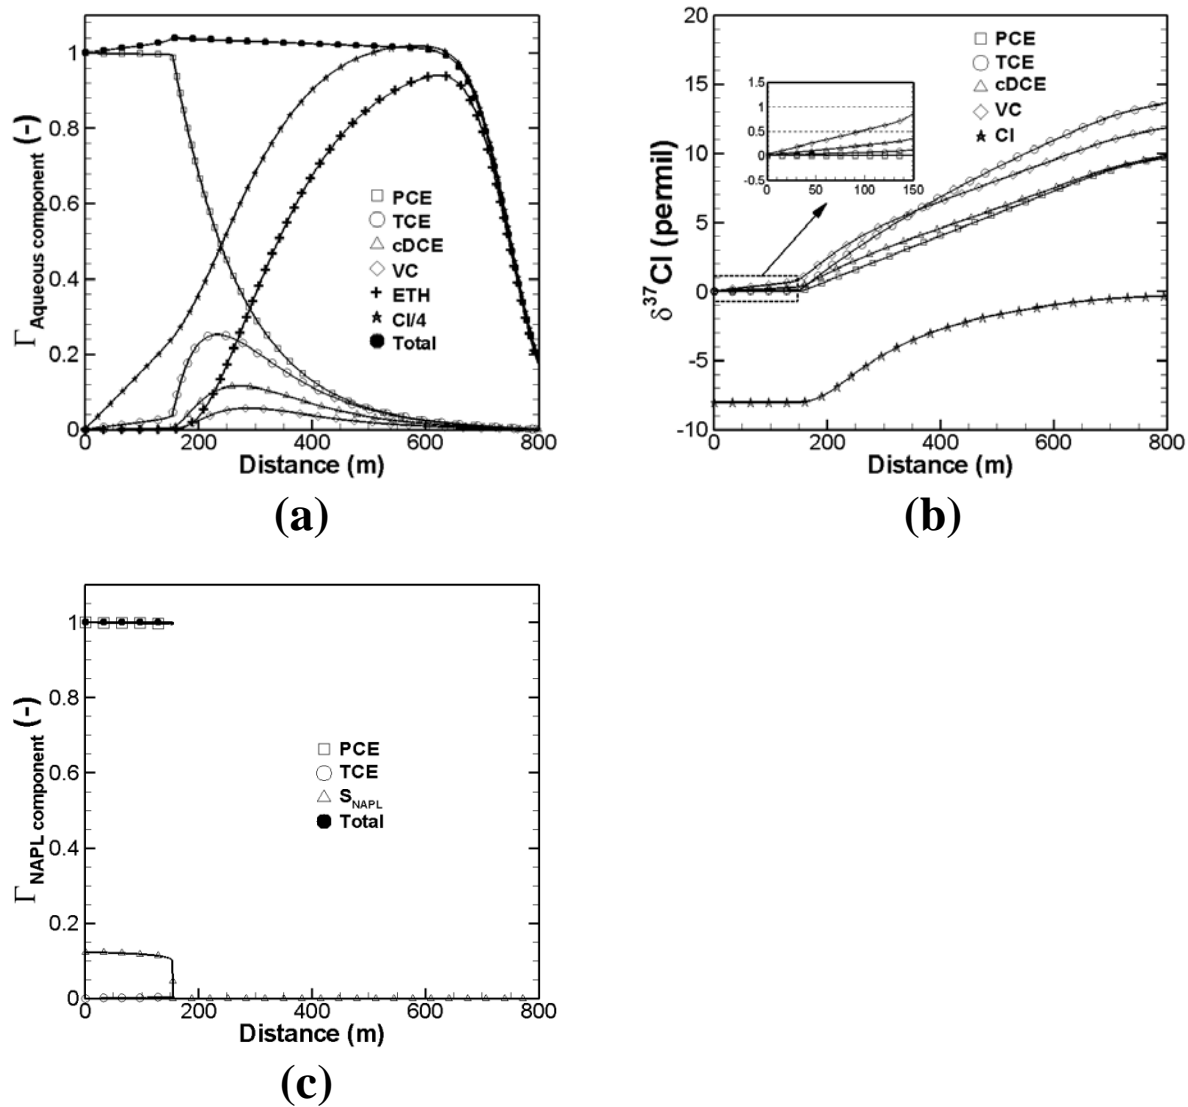 1
0.8
0.6
0.4
0.2
0
0 200 400 600 800
Γ Aqueous component (-)
Distance (m)
PCE
TCE
cDCE
VC
ETH
Cl/4
Total
(a)
20
15
10
5
0
-5
-10
0 200 400 600 800
δ³⁷Cl (permil)
Distance (m)
PCE
TCE
cDCE
VC
Cl
1.5
1
0.5
0
-0.5
0 50 100 150
(b)
1
0.8
0.6
0.4
0.2
0
0 200 400 600 800
Γ NAPL component (-)
Distance (m)
PCE
TCE
S NAPL
Total
(c)